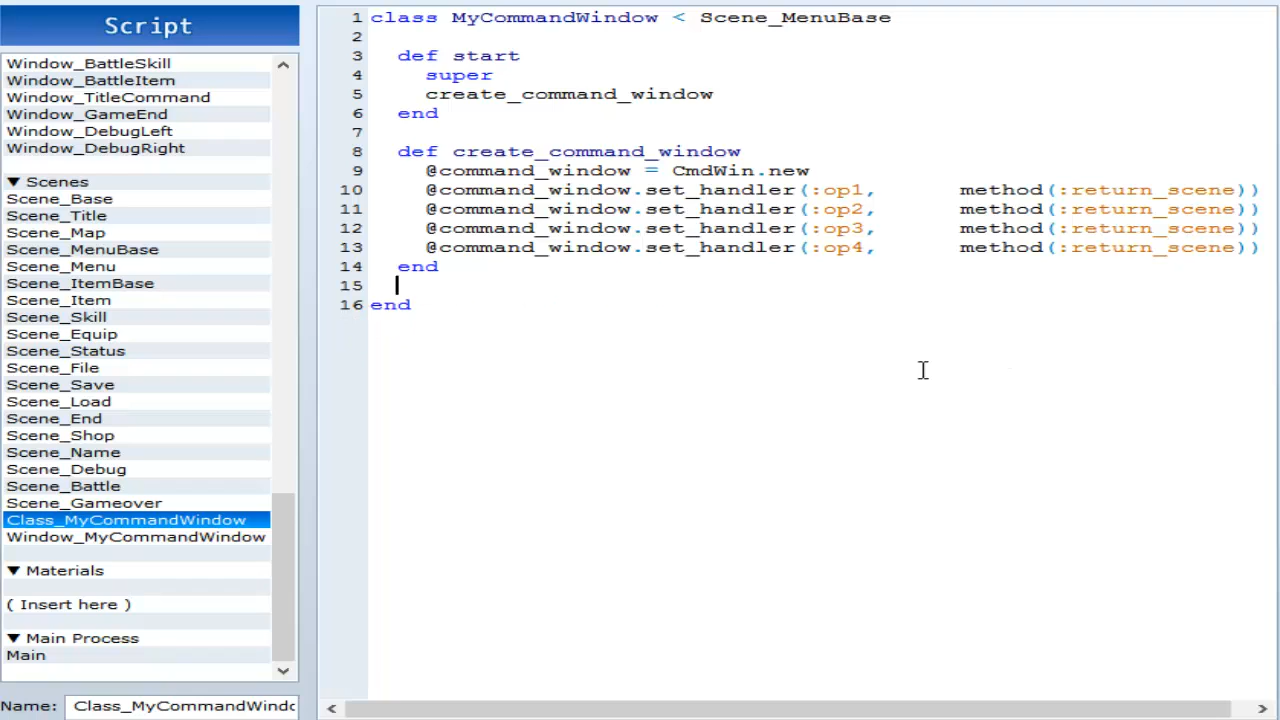 Script
Window_BattleSkill
Window_BattleItem
Window_TitleCommand
Window_GameEnd
Window_DebugLeft
Window_DebugRight
▼ Scenes
Scene_Base
Scene_Title
Scene_Map
Scene_MenuBase
Scene_Menu
Scene_ItemBase
Scene_Item
Scene_Skill
Scene_Equip
Scene_Status
Scene_File
Scene_Save
Scene_Load
Scene_End
Scene_Shop
Scene_Name
Scene_Debug
Scene_Battle
Scene_Gameover
Class_MyCommandWindow
Window_MyCommandWindow
▼ Materials
( Insert here )
▼ Main Process
Main
Name: Class_MyCommandWindo
1 class MyCommandWindow < Scene_MenuBase
2
3   def start
4     super
5     create_command_window
6   end
7
8   def create_command_window
9     @command_window = CmdWin.new
10     @command_window.set_handler(:op1,      method(:return_scene))
11     @command_window.set_handler(:op2,      method(:return_scene))
12     @command_window.set_handler(:op3,      method(:return_scene))
13     @command_window.set_handler(:op4,      method(:return_scene))
14   end
15
16 end